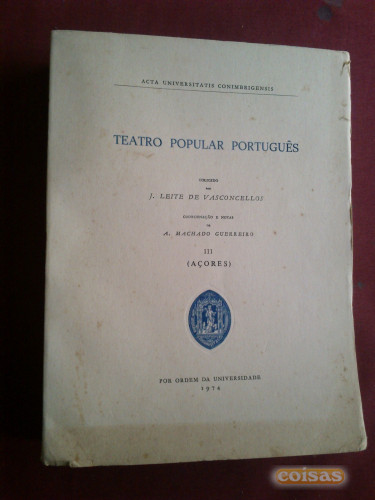 ACTA UNIVERSITATIS CONIMBRIGENSIS
TEATRO POPULAR PORTUGUÊS
COLIGIDO
POR
J. LEITE DE VASCONCELLOS
COORDENAÇÃO E NOTAS
DE
A. MACHADO GUERREIRO
III
(AÇORES)
POR ORDEM DA UNIVERSIDADE
1974
coisas